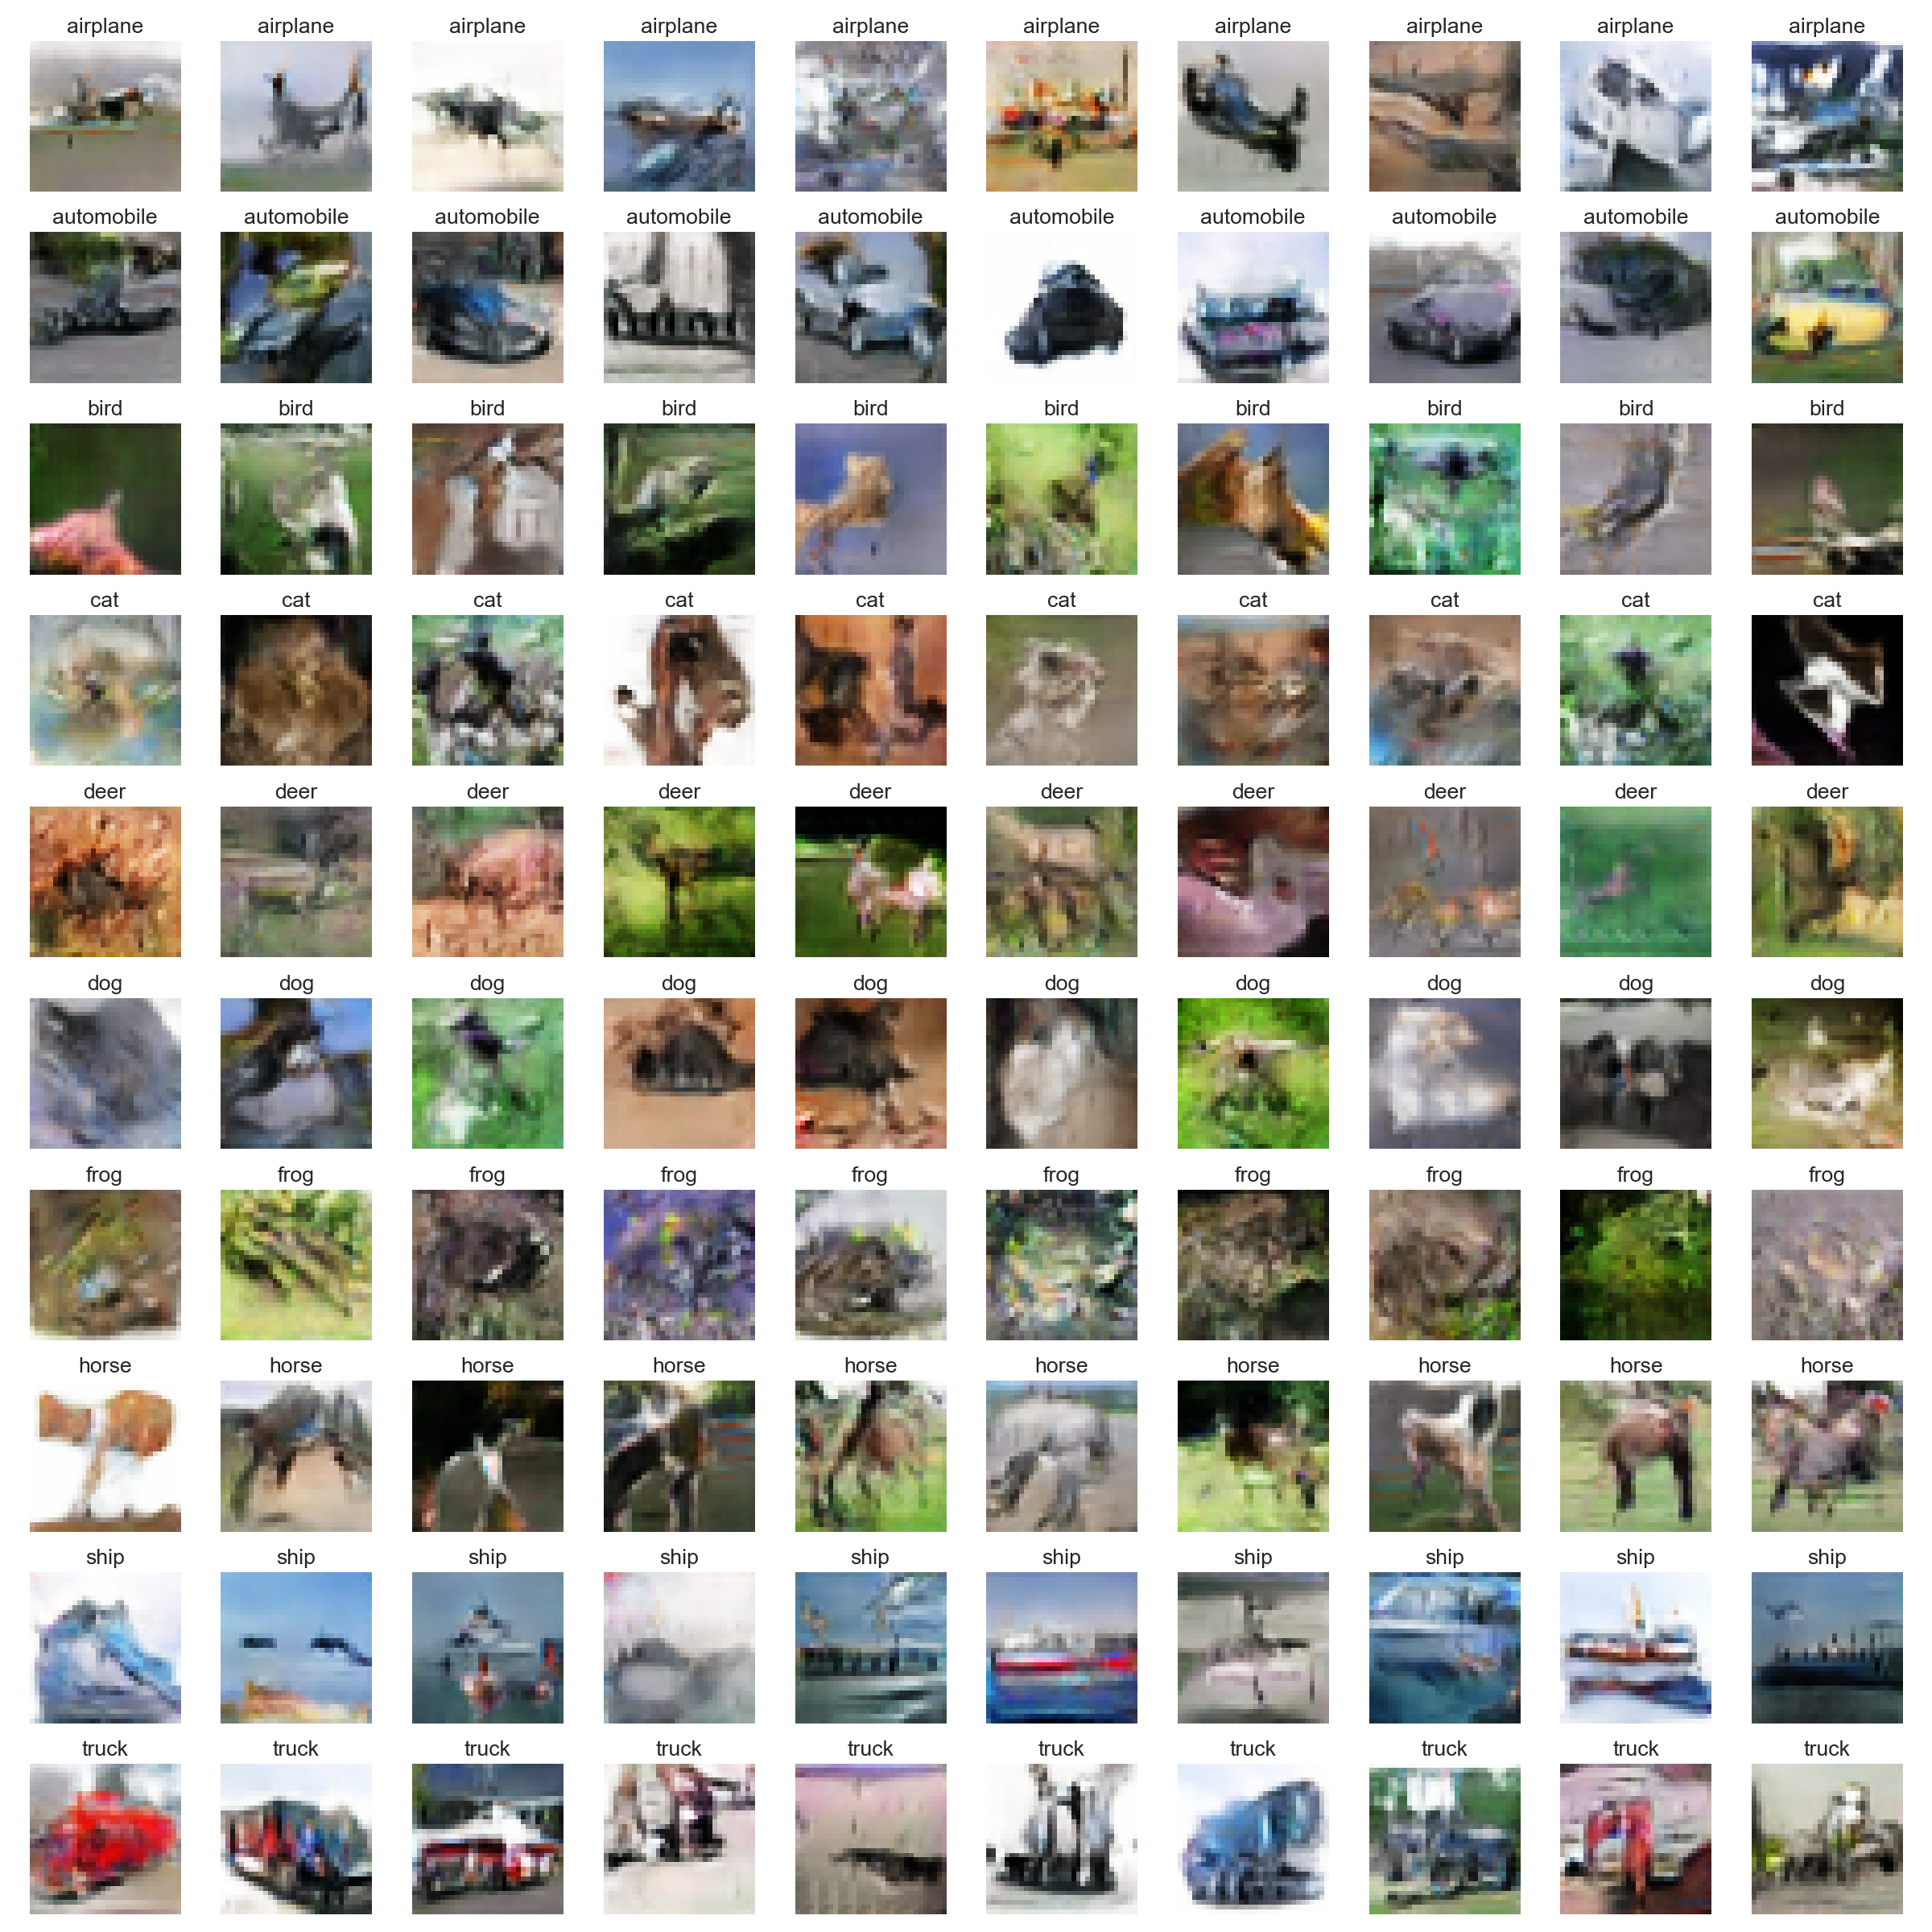 airplane airplane airplane airplane airplane airplane airplane airplane airplane airplane
automobile automobile automobile automobile automobile automobile automobile automobile automobile automobile
bird bird bird bird bird bird bird bird bird bird
cat cat cat cat cat cat cat cat cat cat
deer deer deer deer deer deer deer deer deer deer
dog dog dog dog dog dog dog dog dog dog
frog frog frog frog frog frog frog frog frog frog
horse horse horse horse horse horse horse horse horse horse
ship ship ship ship ship ship ship ship ship ship
truck truck truck truck truck truck truck truck truck truck